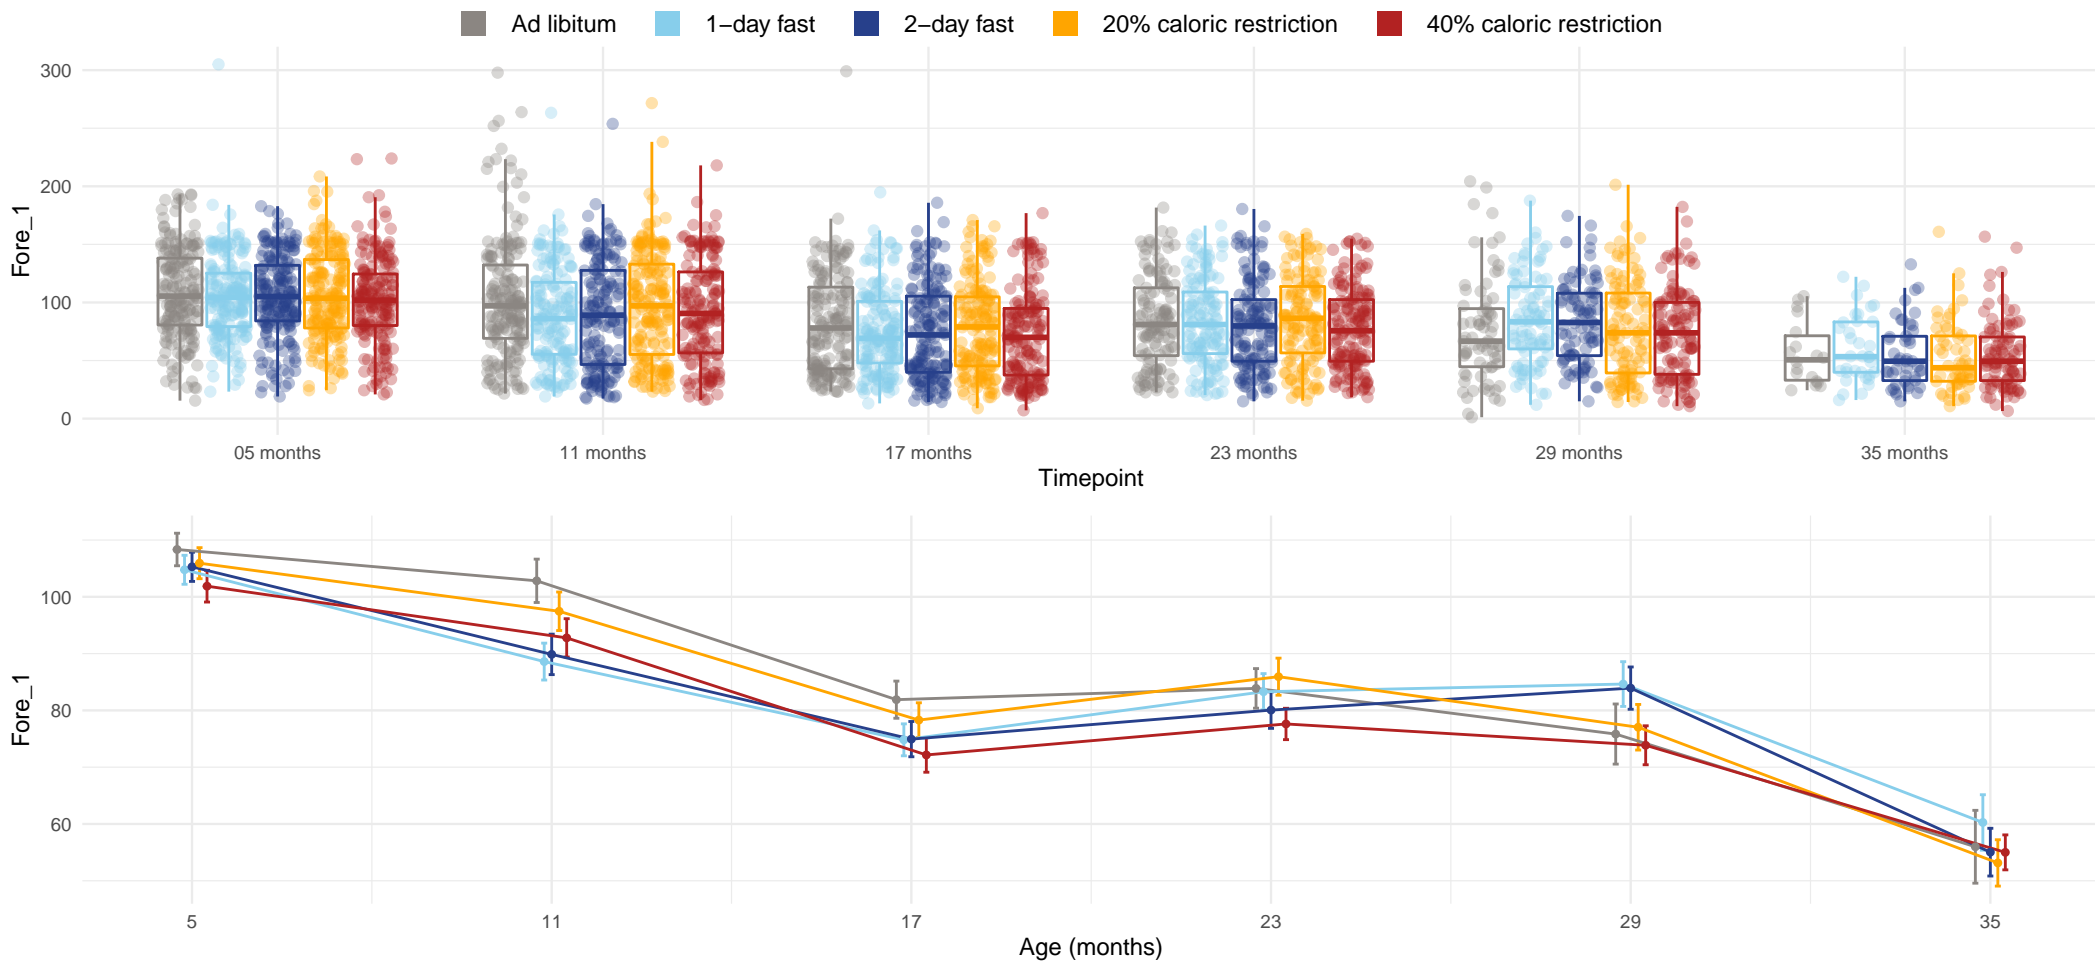 Ad libitum 1−day fast 2−day fast 20% caloric restriction 40% caloric restriction
300
200
100
0
Fore_1
05 months 11 months 17 months 23 months 29 months 35 months
Timepoint
100
80
60
Fore_1
5 11 17 23 29 35
Age (months)